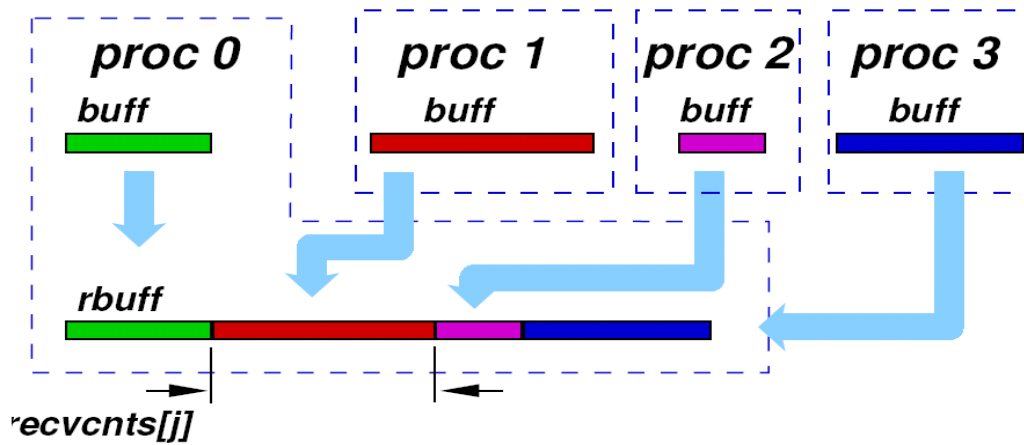 proc 0 proc 1 proc 2 proc 3
buff buff buff buff
rbuff
recvcnts[j]